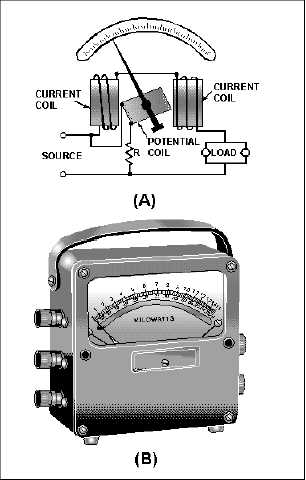 CURRENT
COIL
CURRENT
COIL
SOURCE
R
POTENTIAL
COIL
LOAD
(A)
KILOWATTS
(B)